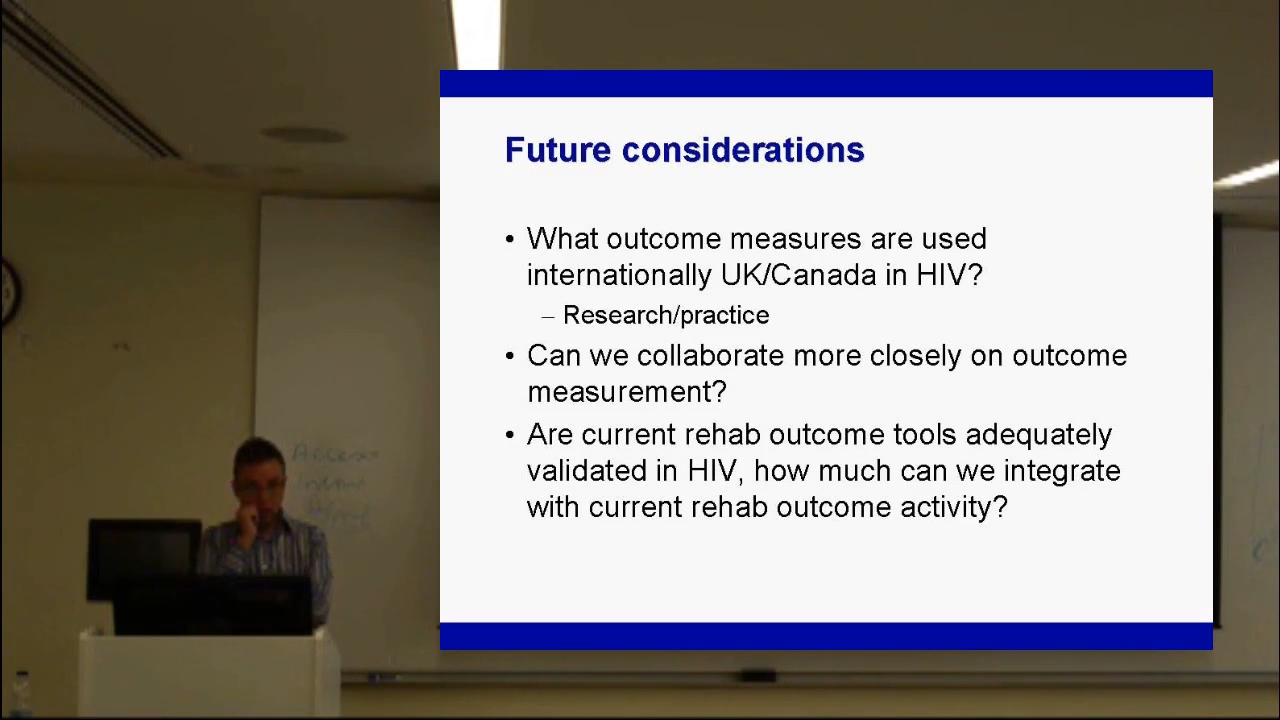 Future considerations
• What outcome measures are used
internationally UK/Canada in HIV?
– Research/practice
• Can we collaborate more closely on outcome
measurement?
• Are current rehab outcome tools adequately
validated in HIV, how much can we integrate
with current rehab outcome activity?